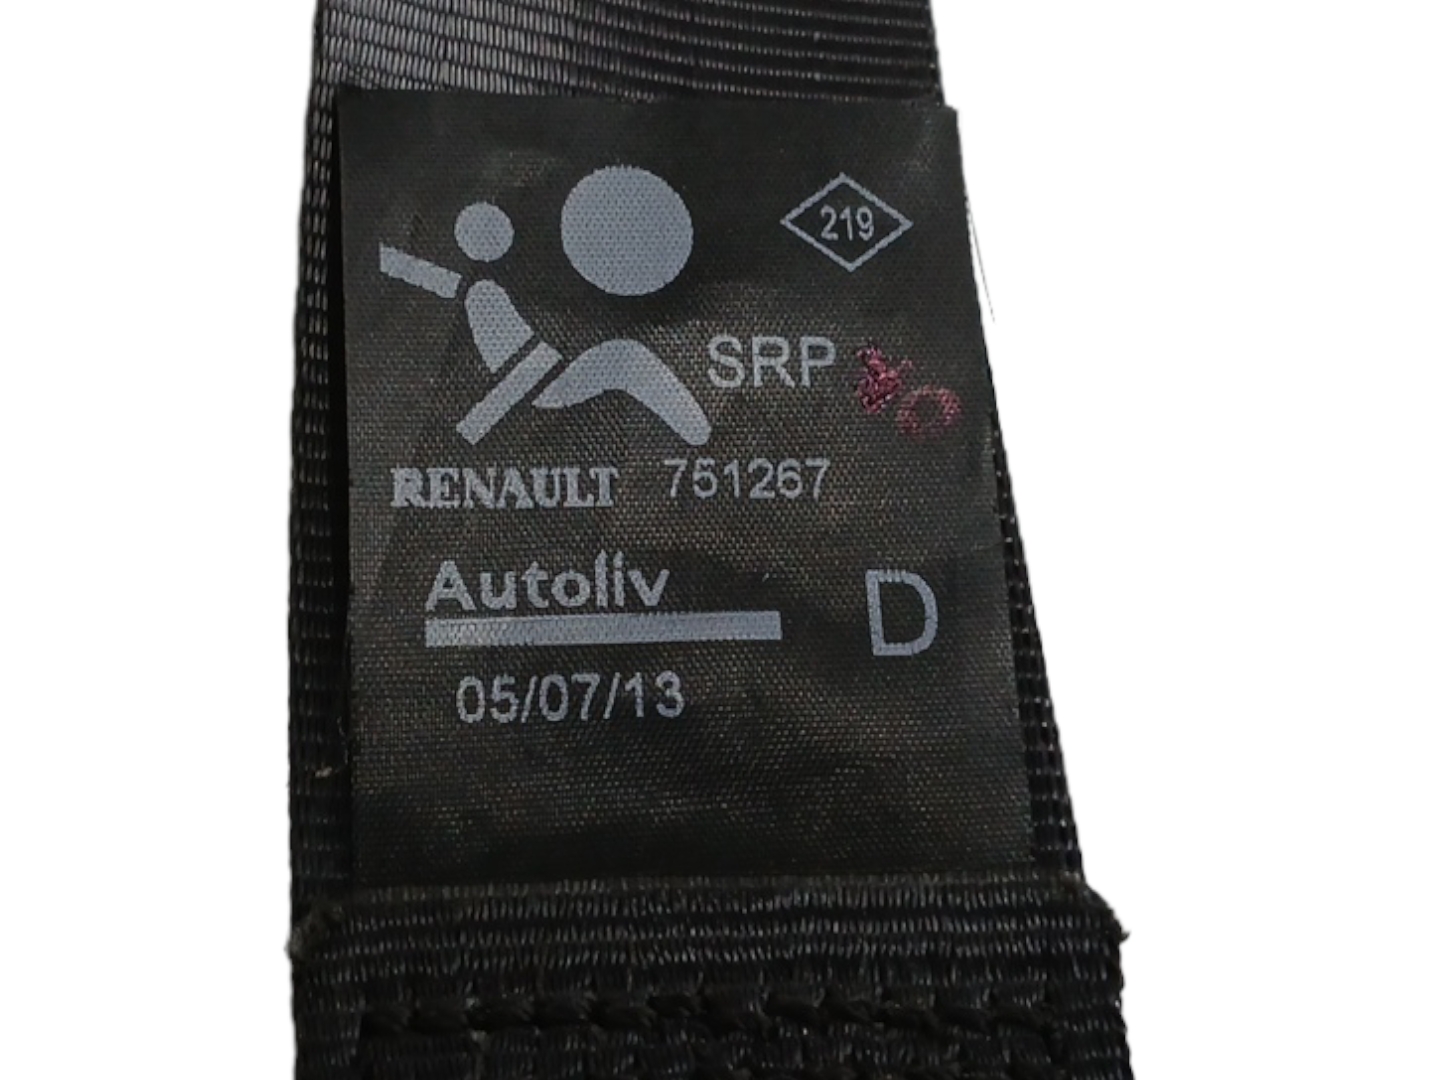 219
SRP
RENAULT 751267
Autoliv
D
05/07/13